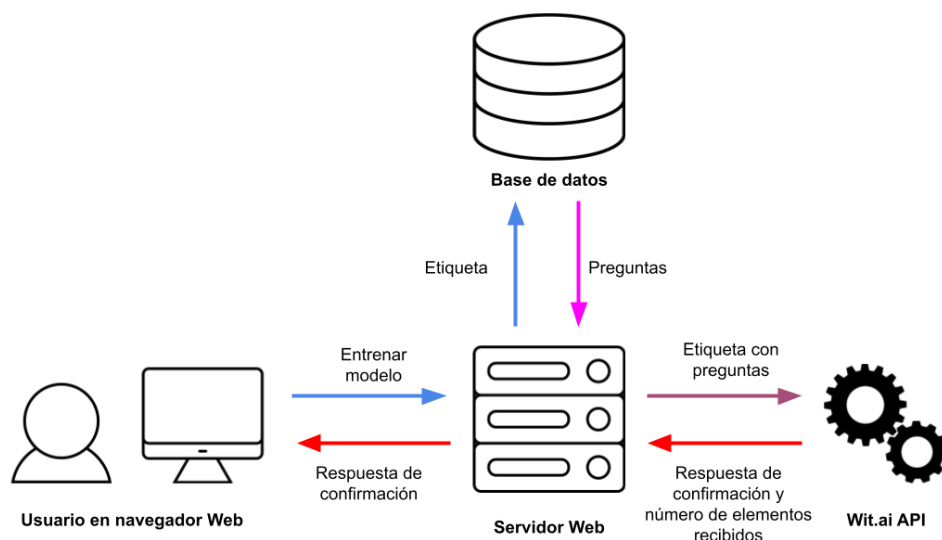 Base de datos
Etiqueta
Preguntas
Entrenar
modelo
Etiqueta con
preguntas
Respuesta de
confirmación
Respuesta de
confirmación y
número de elementos
recibidos
Usuario en navegador Web
Servidor Web
Wit.ai API